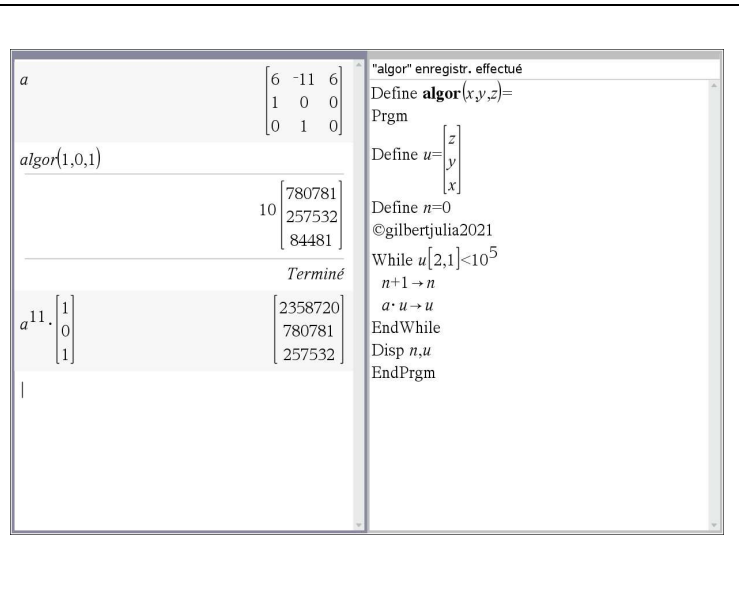 a [6 -11 6]
[1 0 0]
[0 1 0]
algor(1,0,1)
10 [780781]
[257532]
[84481]
Terminé
a^11·[1] [2358720]
[0] [780781]
[1] [257532]
"algor" enregistr. effectué
Define algor(x,y,z)=
Prgm
Define u=[z]
[y]
[x]
Define n=0
©gilbertjulia2021
While u[2,1]<10^5
n+1→n
a·u→u
EndWhile
Disp n,u
EndPrgm